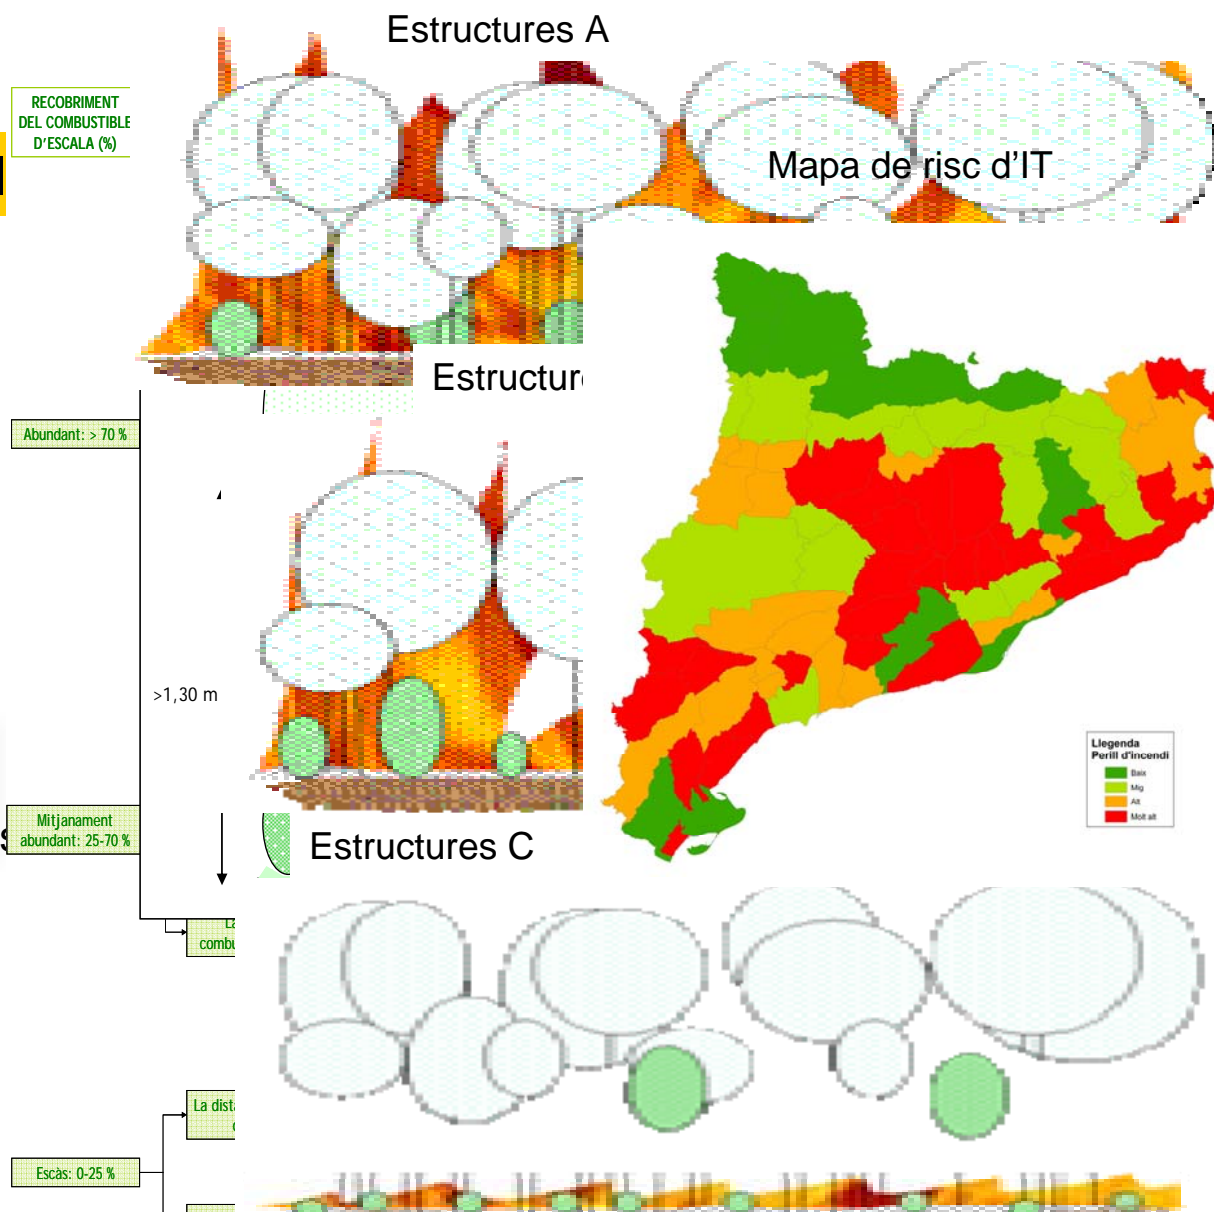 Estructures A
RECOBRIMENT
DEL COMBUSTIBLE
D'ESCALA (%)
Mapa de risc d'IT
Abundant: > 70 %
>1,30 m
Mitjanament
abundant: 25-70 %
Estructures C
Llegenda
Perill d'incendi
Baix
Mig
Alt
Molt alt
La
Escàs: 0-25 %